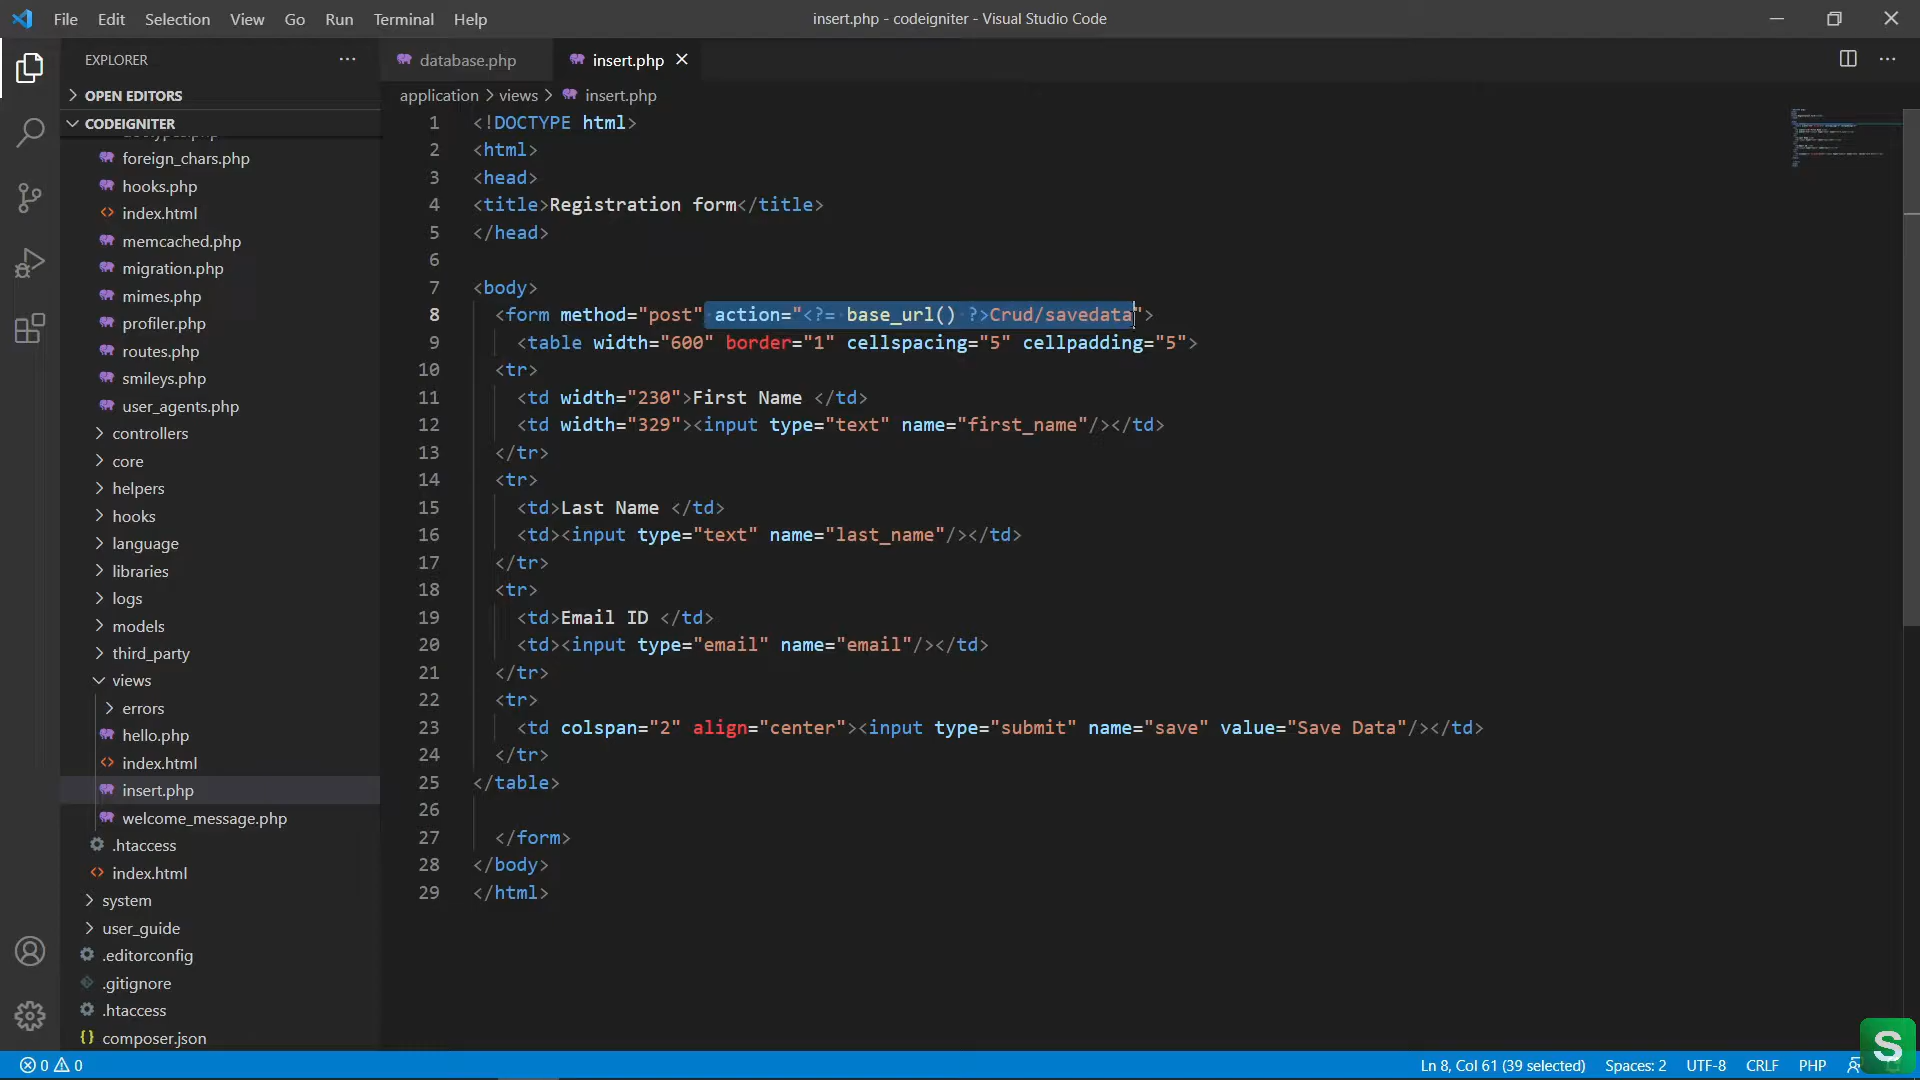 File Edit Selection View Go Run Terminal Help
insert.php - codeigniter - Visual Studio Code
EXPLORER
database.php
insert.php
OPEN EDITORS
application > views > insert.php
CODEIGNITER
foreign_chars.php
hooks.php
index.html
memcached.php
migration.php
mimes.php
profiler.php
routes.php
smileys.php
user_agents.php
controllers
core
helpers
hooks
language
libraries
logs
models
third_party
views
errors
hello.php
index.html
insert.php
welcome_message.php
.htaccess
index.html
system
user_guide
.editorconfig
.gitignore
.htaccess
composer.json
1 <!DOCTYPE html>
2 <html>
3 <head>
4 <title>Registration form</title>
5 </head>
6
7 <body>
8 <form method="post" action="<?= base_url() ?>Crud/savedata">
9 <table width="600" border="1" cellspacing="5" cellpadding="5">
10 <tr>
11 <td width="230">First Name </td>
12 <td width="329"><input type="text" name="first_name"/></td>
13 </tr>
14 <tr>
15 <td>Last Name </td>
16 <td><input type="text" name="last_name"/></td>
17 </tr>
18 <tr>
19 <td>Email ID </td>
20 <td><input type="email" name="email"/></td>
21 </tr>
22 <tr>
23 <td colspan="2" align="center"><input type="submit" name="save" value="Save Data"/></td>
24 </tr>
25 </table>
26
27 </form>
28 </body>
29 </html>
0 0
Ln 8, Col 61 (39 selected) Spaces: 2 UTF-8 CRLF PHP
S